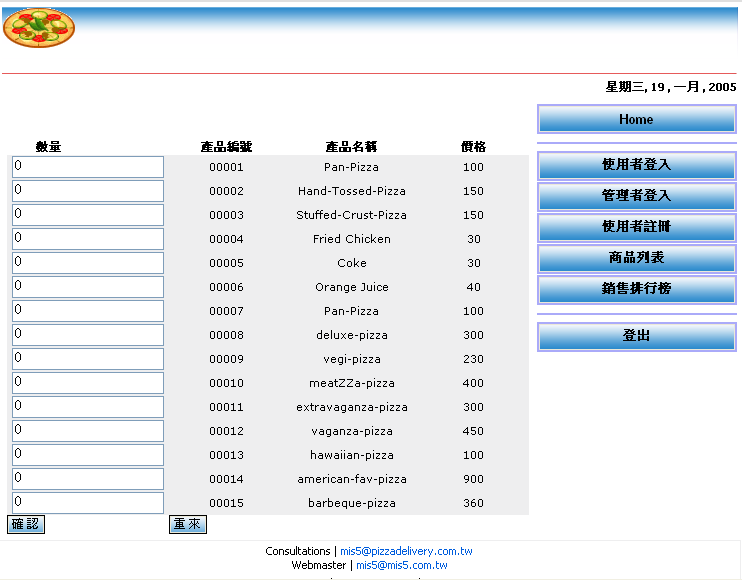 星期三, 19 , 一月 , 2005
Home
使用者登入
管理者登入
使用者註冊
商品列表
銷售排行榜
登出
數量 產品編號 產品名稱 價格
0 00001 Pan-Pizza 100
0 00002 Hand-Tossed-Pizza 150
0 00003 Stuffed-Crust-Pizza 150
0 00004 Fried Chicken 30
0 00005 Coke 30
0 00006 Orange Juice 40
0 00007 Pan-Pizza 100
0 00008 deluxe-pizza 300
0 00009 vegi-pizza 230
0 00010 meatZZa-pizza 400
0 00011 extravaganza-pizza 300
0 00012 vaganza-pizza 450
0 00013 hawaiian-pizza 100
0 00014 american-fav-pizza 900
0 00015 barbeque-pizza 360
確認 重來
Consultations | mis5@pizzadelivery.com.tw
Webmaster | mis5@mis5.com.tw